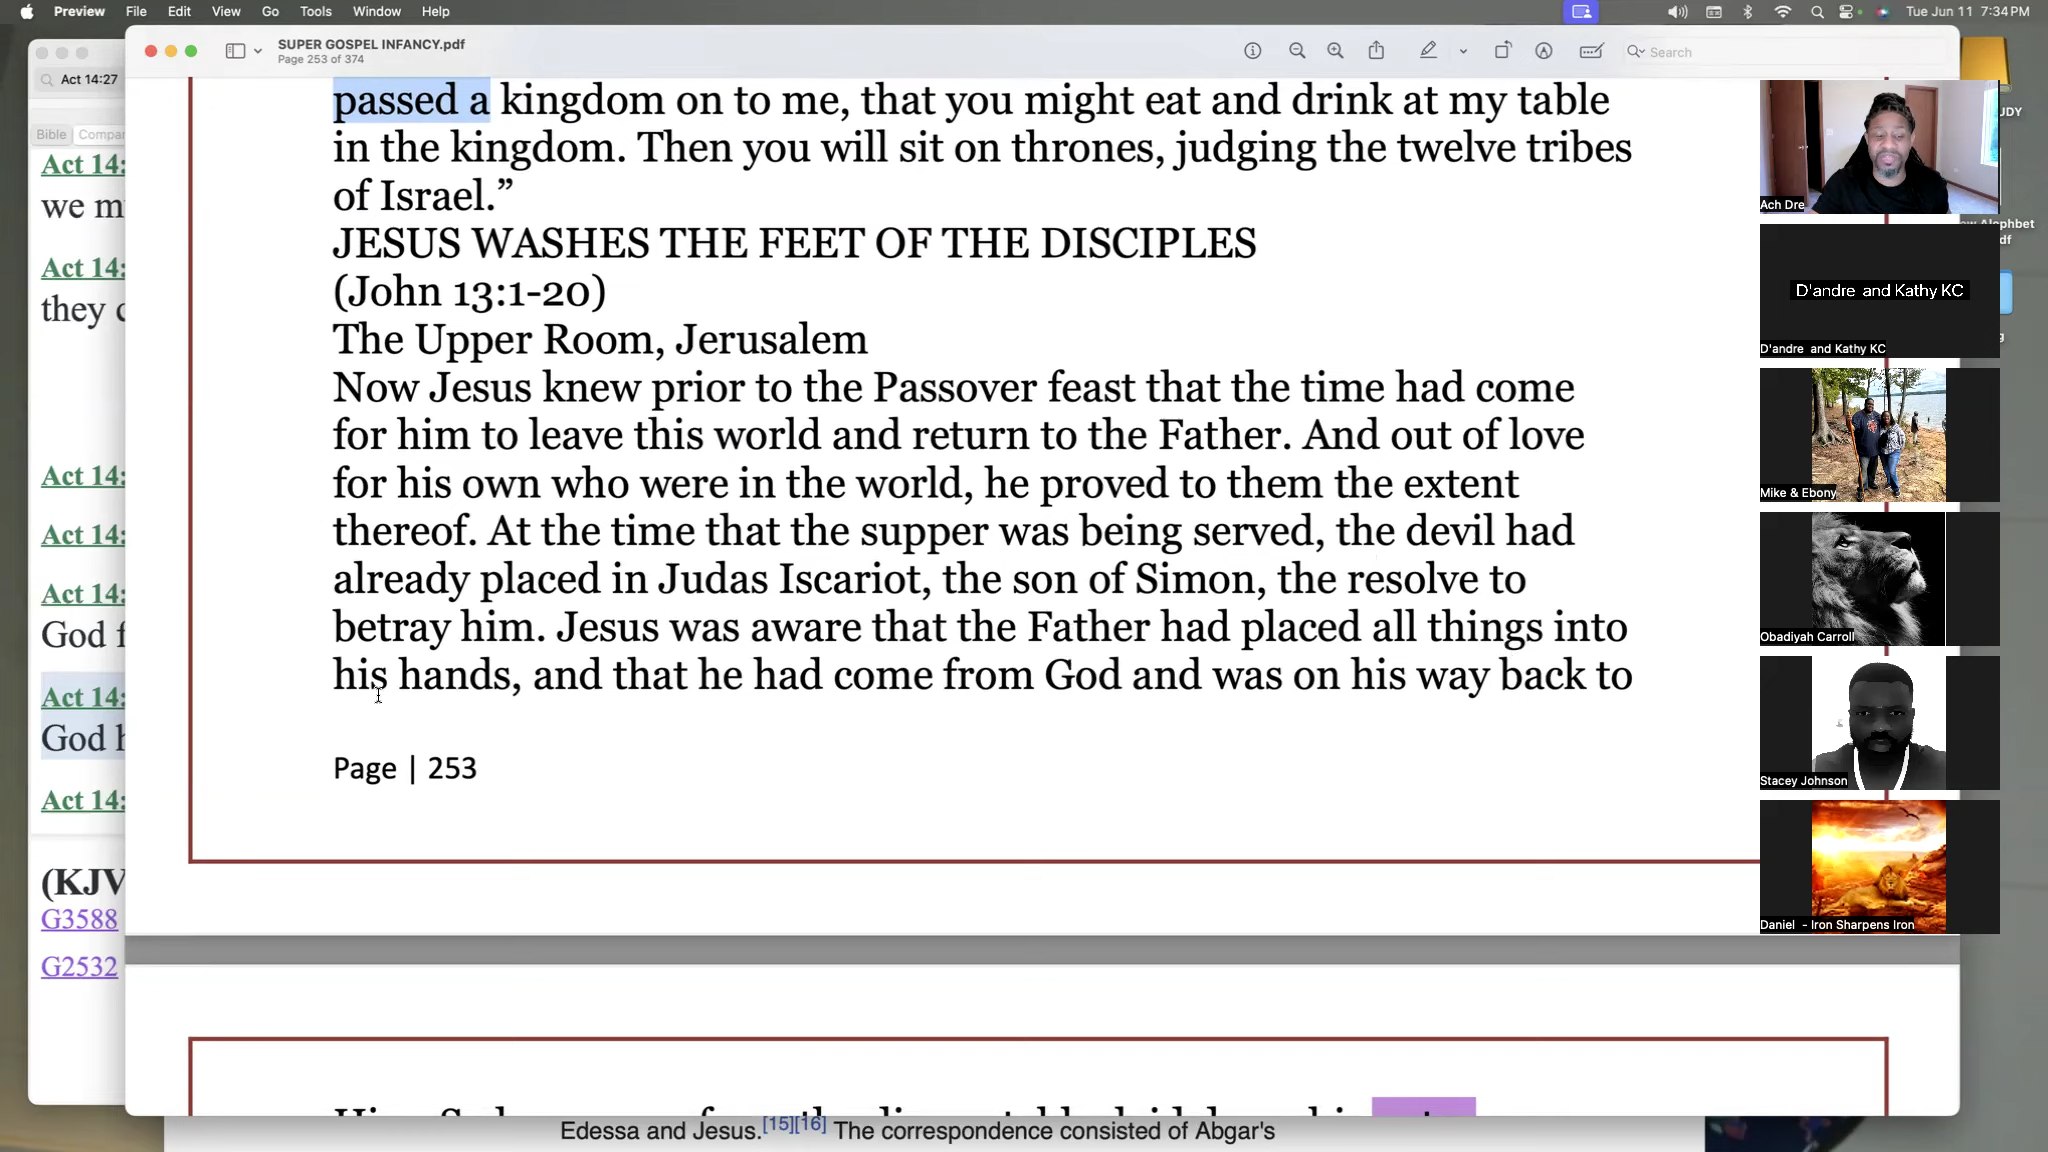 Preview File Edit View Go Tools Window Help
Tue Jun 11 7:34 PM
SUPER GOSPEL INFANCY.pdf
Page 253 of 374
Search
Act 14:27
Bible Compar
Act 14:
we m
Act 14:
they
Act 14:
Act 14:
Act 14:
God f
Act 14:
God h
Act 14:
(KJV
G3588
G2532
passed a kingdom on to me, that you might eat and drink at my table
in the kingdom. Then you will sit on thrones, judging the twelve tribes
of Israel.”
JESUS WASHES THE FEET OF THE DISCIPLES
(John 13:1-20)
The Upper Room, Jerusalem
Now Jesus knew prior to the Passover feast that the time had come
for him to leave this world and return to the Father. And out of love
for his own who were in the world, he proved to them the extent
thereof. At the time that the supper was being served, the devil had
already placed in Judas Iscariot, the son of Simon, the resolve to
betray him. Jesus was aware that the Father had placed all things into
his hands, and that he had come from God and was on his way back to
Page | 253
Edessa and Jesus.[15][16] The correspondence consisted of Abgar's
Ach Dre
D'andre and Kathy KC
D'andre and Kathy KC
Mike & Ebony
Obadiyah Carroll
Stacey Johnson
Daniel - Iron Sharpens Iron
UDY
Alophbet
df
g